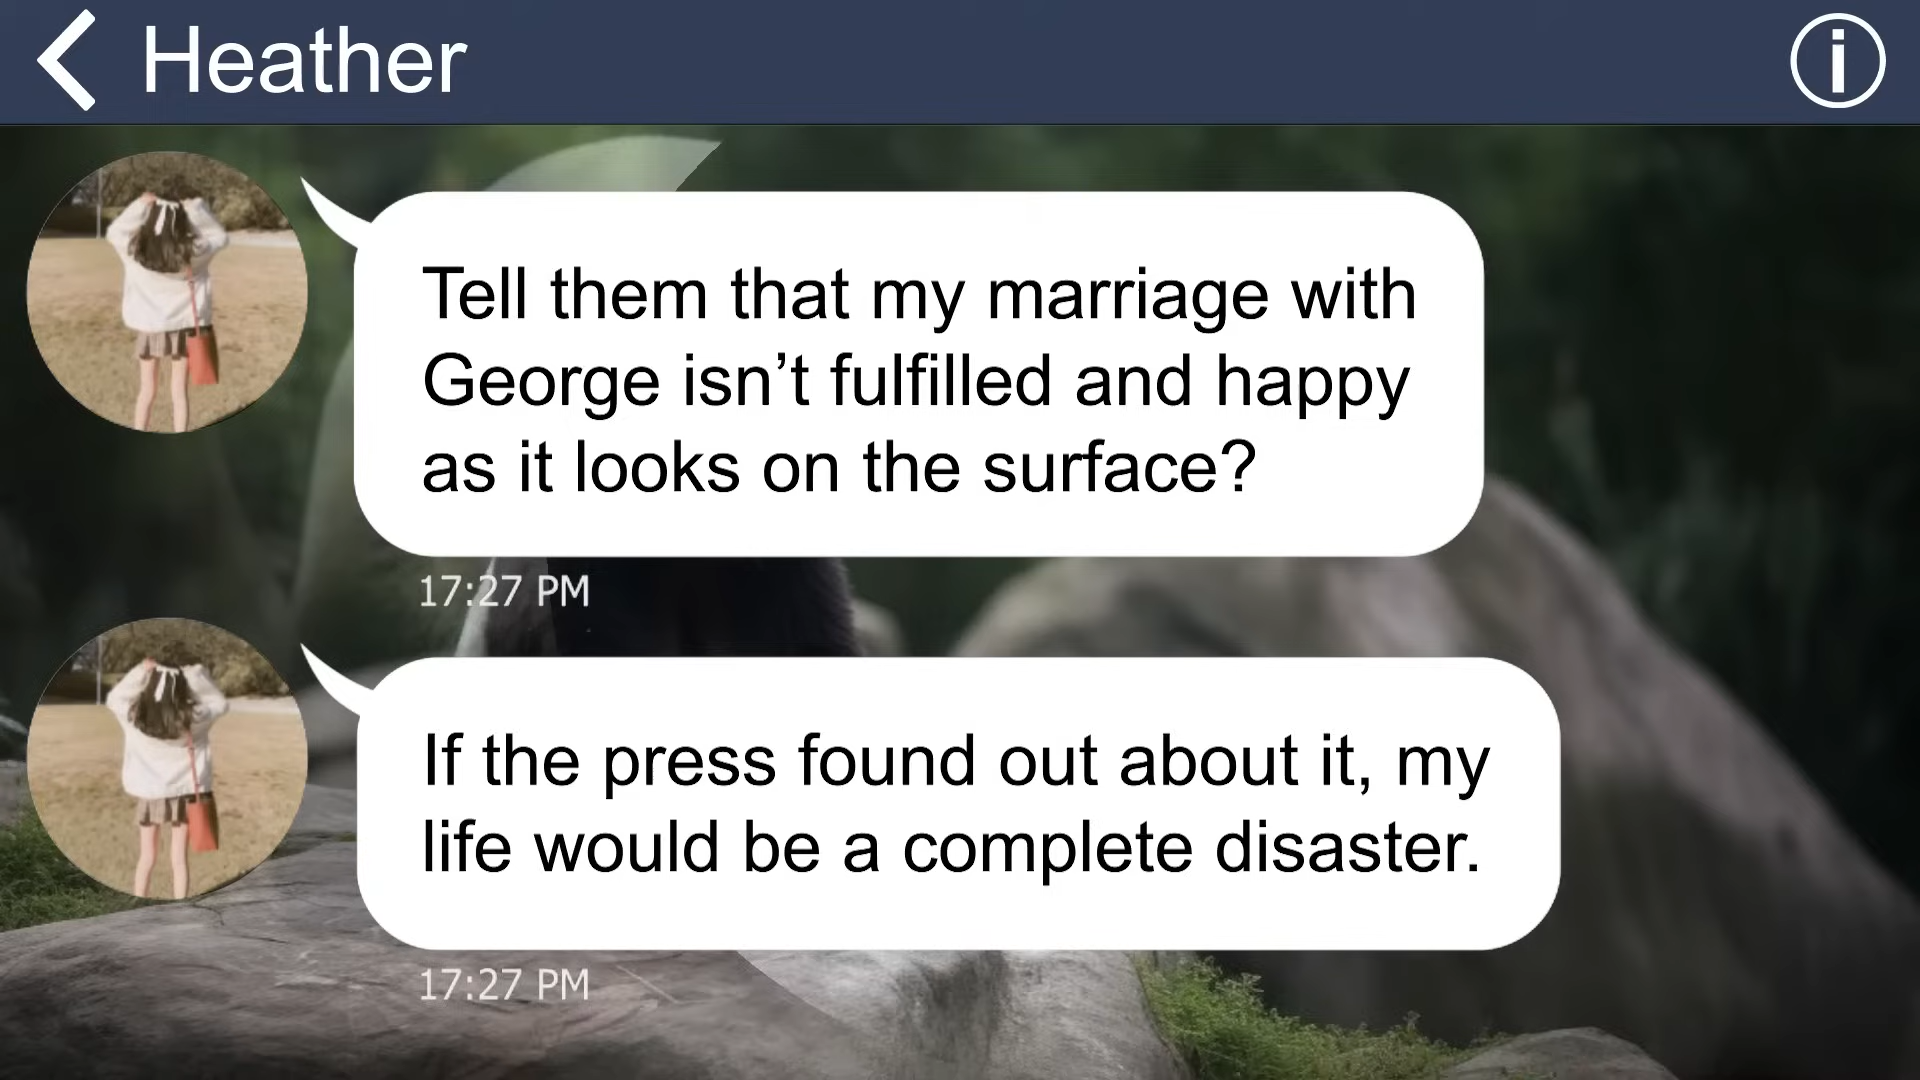 Heather
Tell them that my marriage with
George isn’t fulfilled and happy
as it looks on the surface?
17:27 PM
If the press found out about it, my
life would be a complete disaster.
17:27 PM